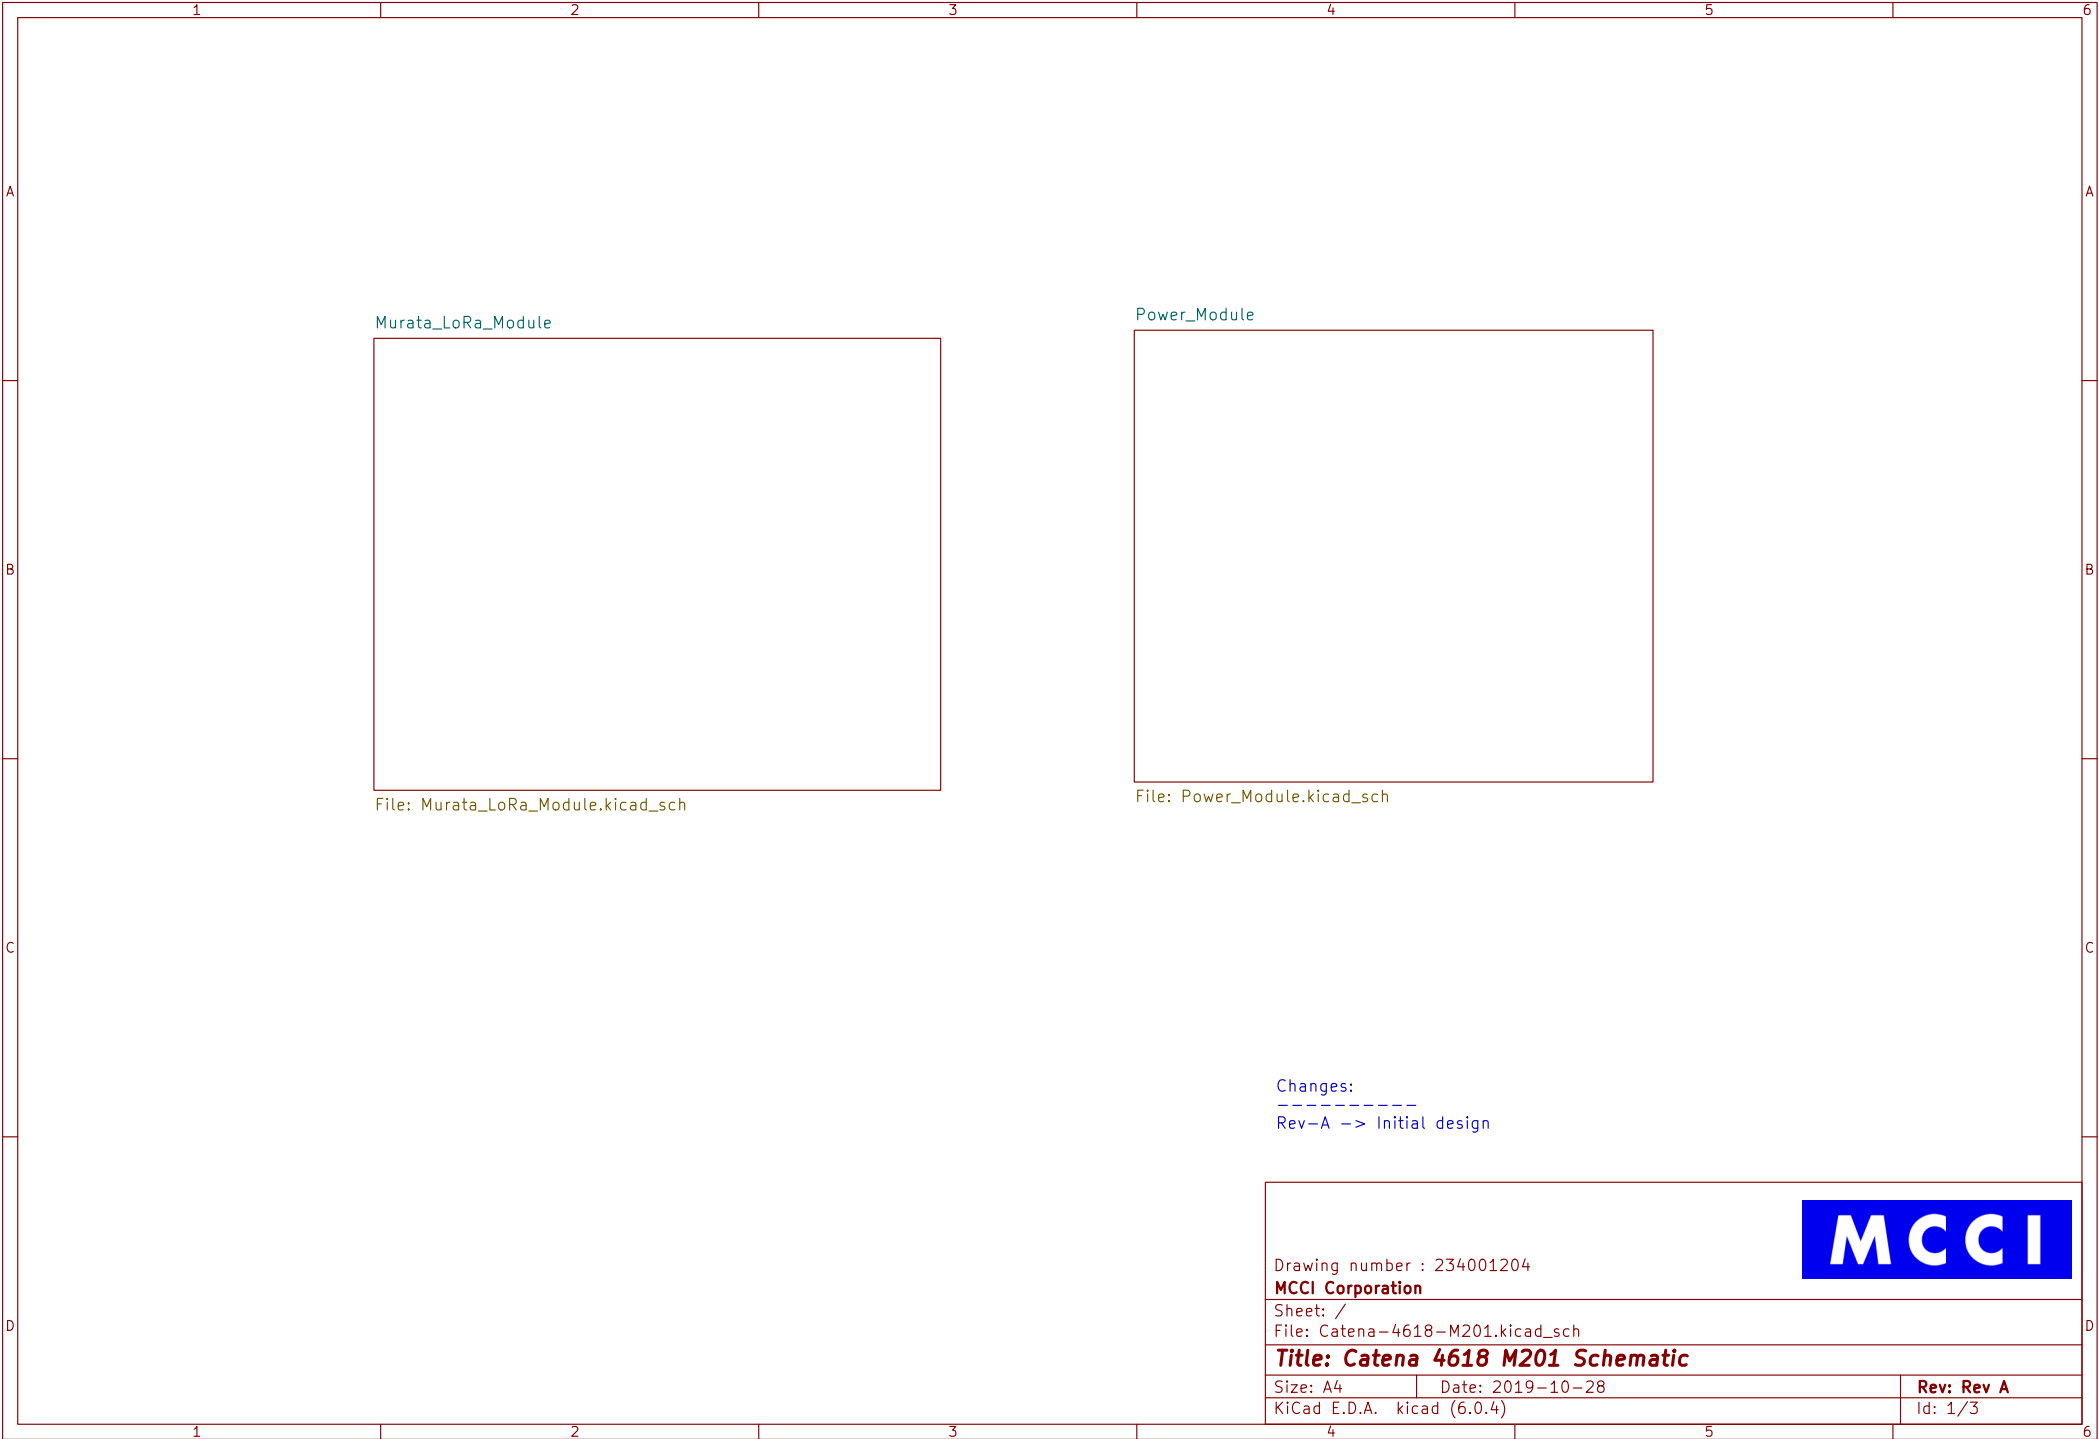 1 2 3 4 5 6
A A
Murata_LoRa_Module
Power_Module
B B
File: Murata_LoRa_Module.kicad_sch
File: Power_Module.kicad_sch
C C
Changes:
----------
Rev-A -> Initial design
MCCI
Drawing number : 234001204
MCCI Corporation
Sheet: /
File: Catena-4618-M201.kicad_sch
D D
Title: Catena 4618 M201 Schematic
Size: A4 Date: 2019-10-28 Rev: Rev A
KiCad E.D.A. kicad (6.0.4) Id: 1/3
1 2 3 4 5 6